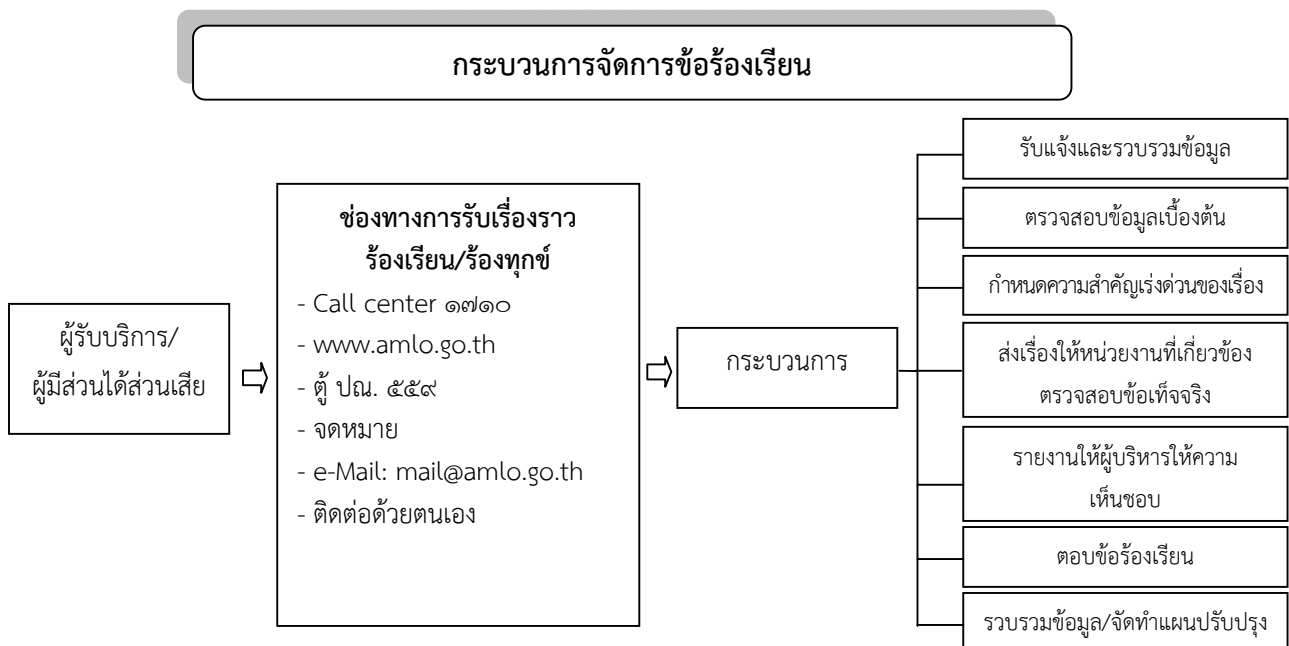 กระบวนการจัดการข้อร้องเรียน
ผู้รับบริการ/
ผู้มีส่วนได้ส่วนเสีย
ช่องทางการรับเรื่องราว
ร้องเรียน/ร้องทุกข์
- Call center ๑๗๑๐
- www.amlo.go.th
- ตู้ ปณ. ๕๕๙
- จดหมาย
- e-Mail: mail@amlo.go.th
- ติดต่อด้วยตนเอง
กระบวนการ
รับแจ้งและรวบรวมข้อมูล
ตรวจสอบข้อมูลเบื้องต้น
กำหนดความสำคัญเร่งด่วนของเรื่อง
ส่งเรื่องให้หน่วยงานที่เกี่ยวข้อง
ตรวจสอบข้อเท็จจริง
รายงานให้ผู้บริหารให้ความ
เห็นชอบ
ตอบข้อร้องเรียน
รวบรวมข้อมูล/จัดทำแผนปรับปรุง